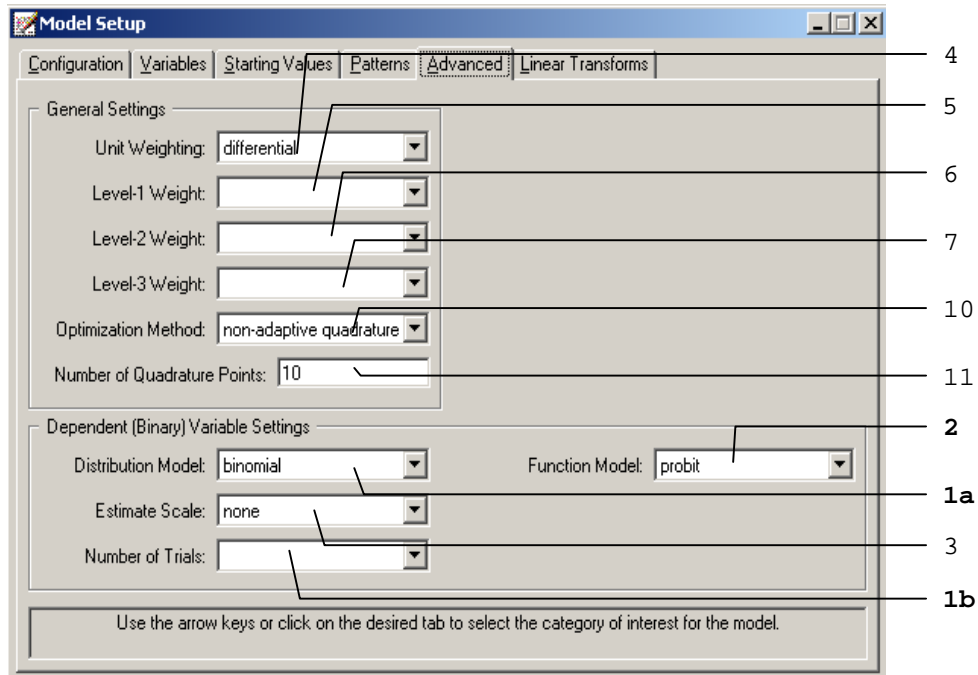 Model Setup
Configuration Variables Starting Values Patterns Advanced Linear Transforms
4
General Settings
5
Unit Weighting: differential
6
Level-1 Weight:
Level-2 Weight:
7
Level-3 Weight:
10
Optimization Method: non-adaptive quadrature
Number of Quadrature Points: 10
11
Dependent (Binary) Variable Settings
2
Distribution Model: binomial
Function Model: probit
1a
Estimate Scale: none
3
Number of Trials:
1b
Use the arrow keys or click on the desired tab to select the category of interest for the model.